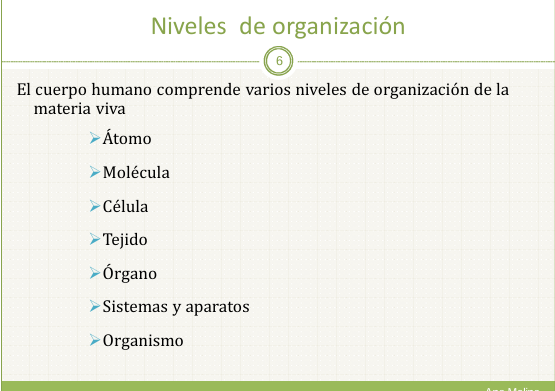 Niveles de organización
6
El cuerpo humano comprende varios niveles de organización de la
materia viva
Átomo
Molécula
Célula
Tejido
Órgano
Sistemas y aparatos
Organismo